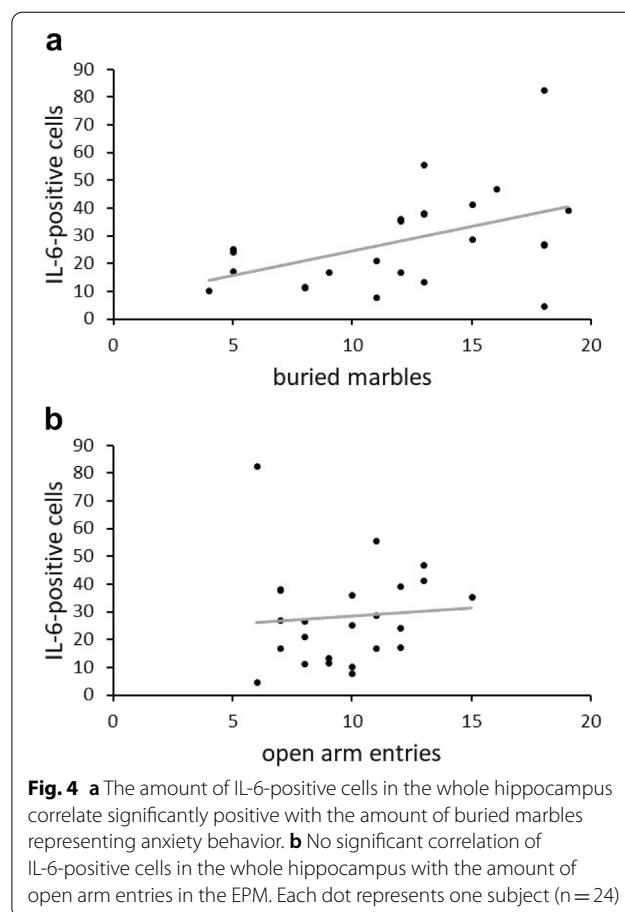 a
90
80
70
60
50
40
30
20
10
0
IL-6-positive cells
0 5 10 15 20
buried marbles
b
90
80
70
60
50
40
30
20
10
0
IL-6-positive cells
0 5 10 15 20
open arm entries
Fig. 4 a The amount of IL-6-positive cells in the whole hippocampus
correlate significantly positive with the amount of buried marbles
representing anxiety behavior. b No significant correlation of
IL-6-positive cells in the whole hippocampus with the amount of
open arm entries in the EPM. Each dot represents one subject (n = 24)